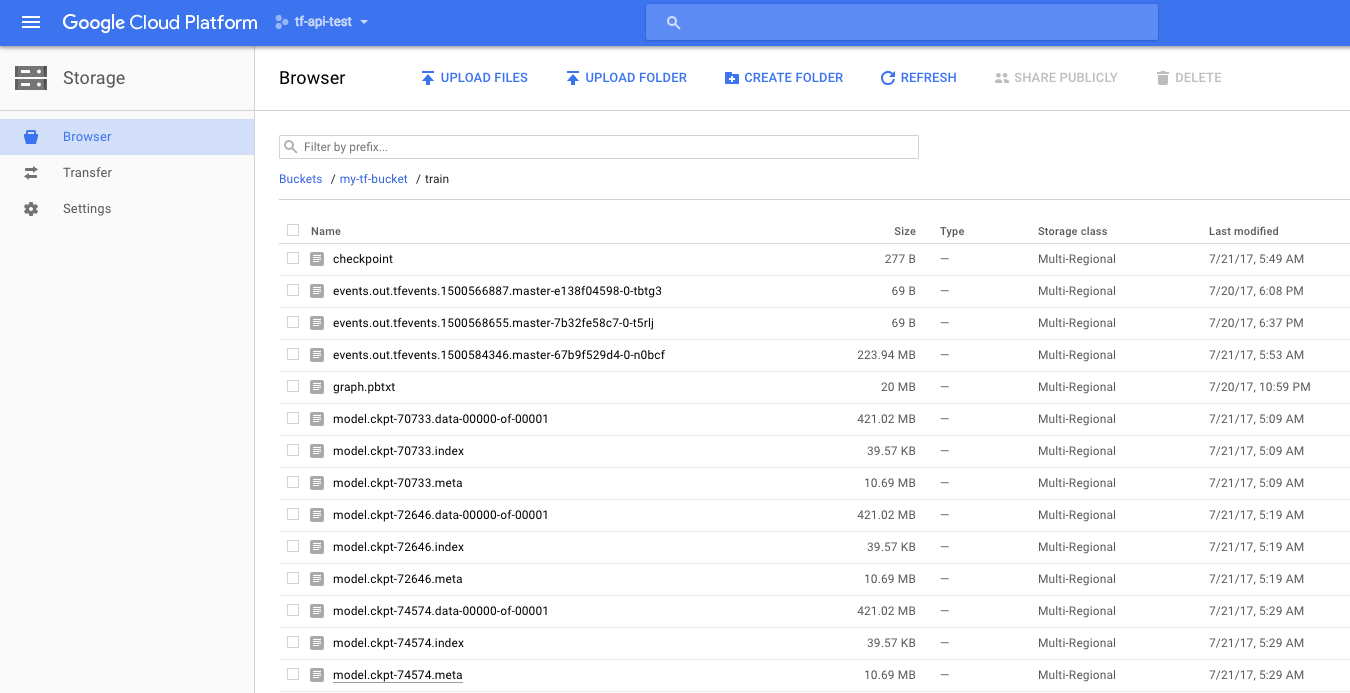 Google Cloud Platform tf-api-test
Storage
Browser UPLOAD FILES UPLOAD FOLDER CREATE FOLDER REFRESH SHARE PUBLICLY DELETE
Browser
Transfer
Settings
Filter by prefix...
Buckets / my-tf-bucket / train
Name Size Type Storage class Last modified
checkpoint 277 B — Multi-Regional 7/21/17, 5:49 AM
events.out.tfevents.1500566887.master-e138f04598-0-tbtg3 69 B — Multi-Regional 7/20/17, 6:08 PM
events.out.tfevents.1500568655.master-7b32fe58c7-0-t5rlj 69 B — Multi-Regional 7/20/17, 6:37 PM
events.out.tfevents.1500584346.master-67b9f529d4-0-n0bcf 223.94 MB — Multi-Regional 7/21/17, 5:53 AM
graph.pbtxt 20 MB — Multi-Regional 7/20/17, 10:59 PM
model.ckpt-70733.data-00000-of-00001 421.02 MB — Multi-Regional 7/21/17, 5:09 AM
model.ckpt-70733.index 39.57 KB — Multi-Regional 7/21/17, 5:09 AM
model.ckpt-70733.meta 10.69 MB — Multi-Regional 7/21/17, 5:09 AM
model.ckpt-72646.data-00000-of-00001 421.02 MB — Multi-Regional 7/21/17, 5:19 AM
model.ckpt-72646.index 39.57 KB — Multi-Regional 7/21/17, 5:19 AM
model.ckpt-72646.meta 10.69 MB — Multi-Regional 7/21/17, 5:19 AM
model.ckpt-74574.data-00000-of-00001 421.02 MB — Multi-Regional 7/21/17, 5:29 AM
model.ckpt-74574.index 39.57 KB — Multi-Regional 7/21/17, 5:29 AM
model.ckpt-74574.meta 10.69 MB — Multi-Regional 7/21/17, 5:29 AM